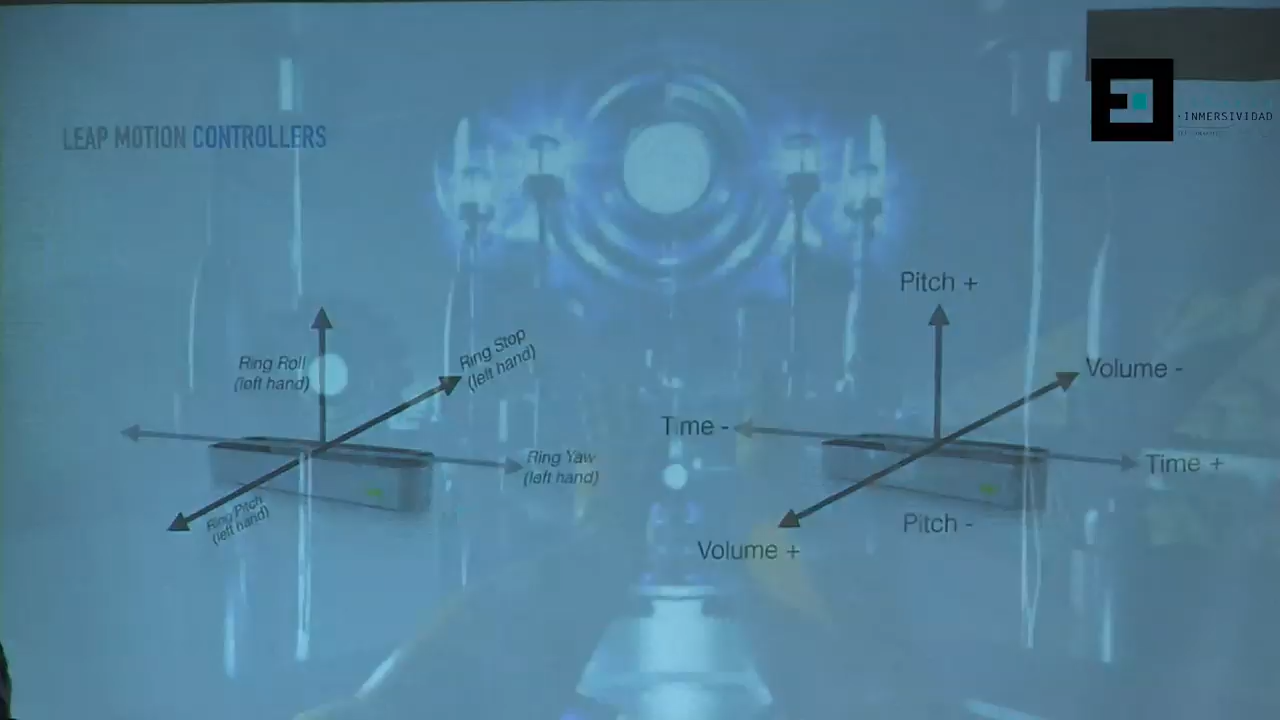 LEAP MOTION CONTROLLERS
·INMERSIVIDAD
Pitch +
Ring Stop
(left hand)
Ring Roll
(left hand)
Volume -
Time -
Ring Yaw
(left hand)
Time +
Ring Pitch
(left hand)
Pitch -
Volume +